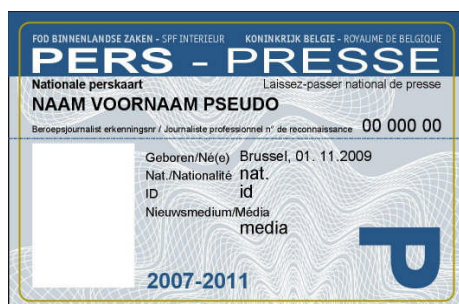 FOD BINNENLANDSE ZAKEN - SPF INTERIEUR KONINKRIJK BELGIE - ROYAUME DE BELGIQUE
PERS - PRESSE
Nationale perskaart Laissez-passer national de presse
NAAM VOORNAAM PSEUDO
Beroepsjournalist erkenningsnr / Journaliste professionnel n° de reconnaissance 00 000 00
Geboren/Né(e) Brussel, 01. 11.2009
Nat./Nationalité nat.
ID id
Nieuwsmedium/Média
media
P
2007-2011